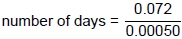 number of days = 0.072
0.00050